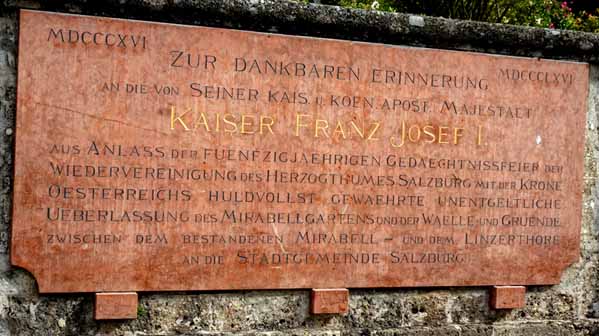 MDCCCXVI MDCCCLXVI
ZUR DANKBAREN ERINNERUNG
AN DIE VON SEINER KAIS. U. KOEN. APOST. MAJESTAET
KAISER FRANZ JOSEF I.
AUS ANLASS DER FUENFZIGJAEHRIGEN GEDAECHTNISSFEIER DER
WIEDERVEREINIGUNG DES HERZOGTHUMES SALZBURG MIT DER KRONE
OESTERREICHS HULDVOLLST GEWAEHRTE UNENTGELTLICHE
UEBERLASSUNG DES MIRABELLGARTENS UND DER WAELLE UND GRUENDE
ZWISCHEN DEM BESTANDENEN MIRABELL – UND DEM LINZERTHORE
AN DIE STADTGEMEINDE SALZBURG.